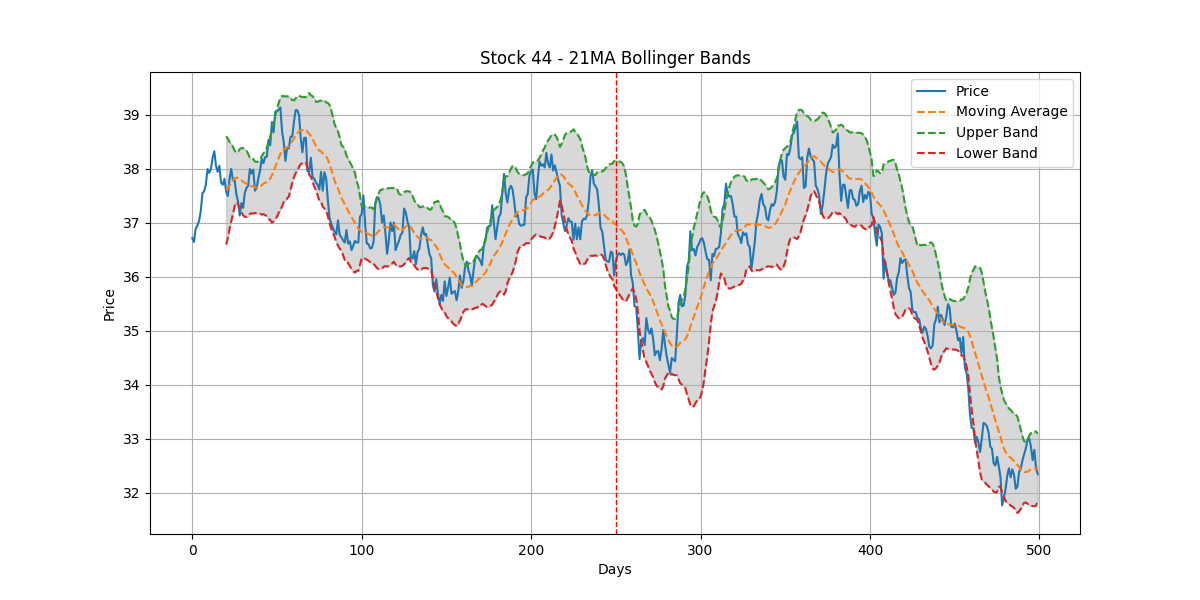 Stock 44 - 21MA Bollinger Bands
Price
Moving Average
Upper Band
Lower Band
39
38
37
36
35
34
33
32
Price
0
100
200
300
400
500
Days